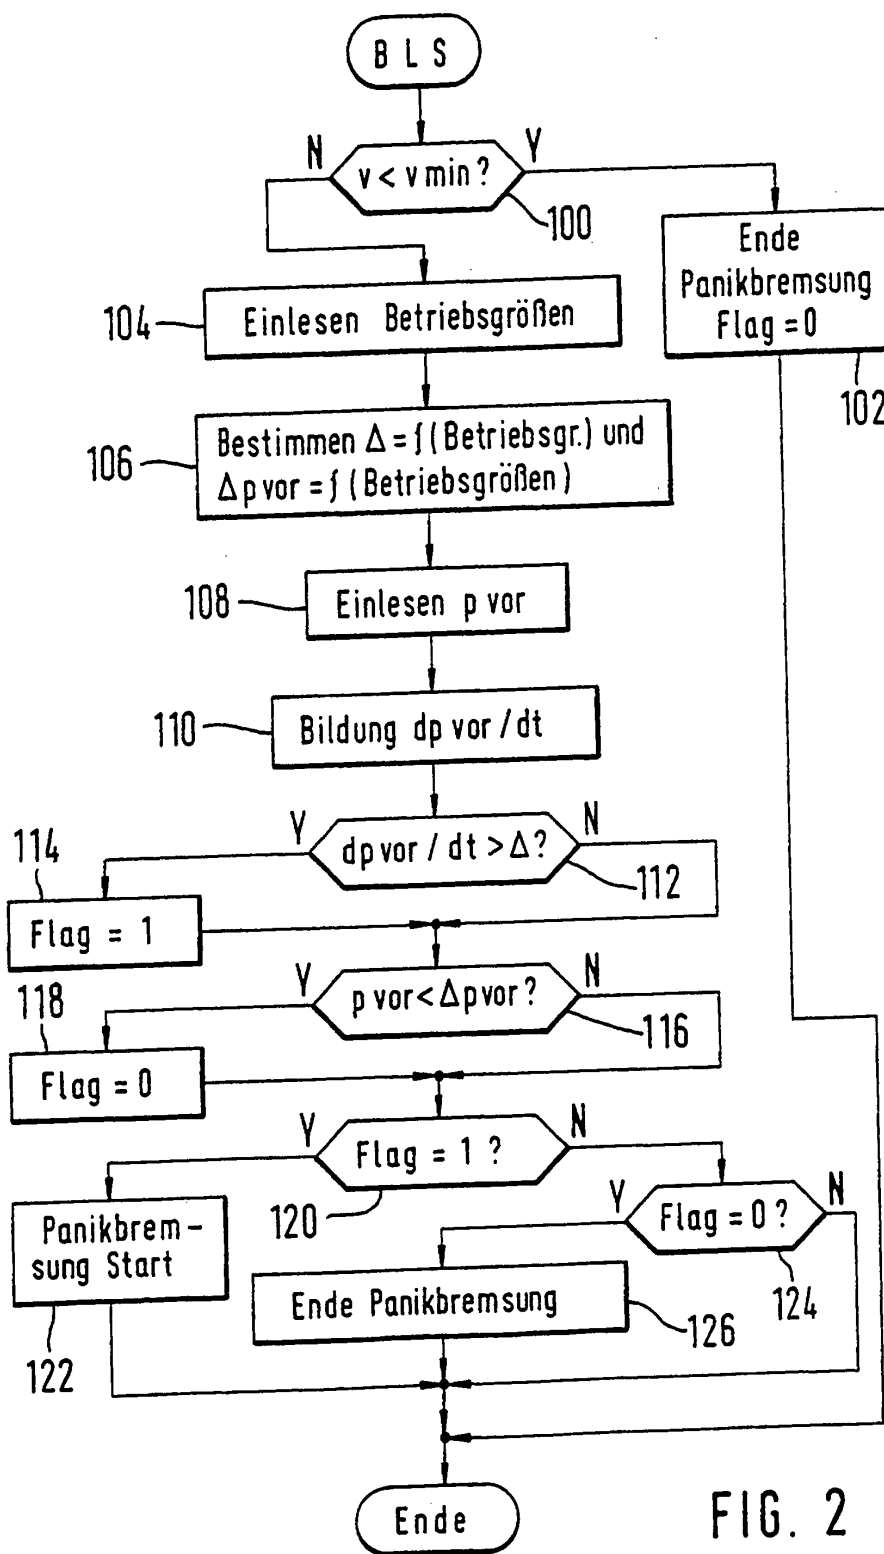 BLS
N
Y
v < v min ?
100
Ende
Panikbremsung
Flag = 0
102
104
Einlesen Betriebsgrößen
106
Bestimmen Δ = f (Betriebsgr.) und
Δ p vor = f (Betriebsgrößen)
108
Einlesen p vor
110
Bildung dp vor / dt
Y
dp vor / dt > Δ ?
N
112
114
Flag = 1
Y
p vor < Δ p vor ?
N
116
118
Flag = 0
Y
Flag = 1 ?
N
120
Y
Flag = 0 ?
N
124
Panikbrem-
sung Start
122
Ende Panikbremsung
126
Ende
FIG. 2